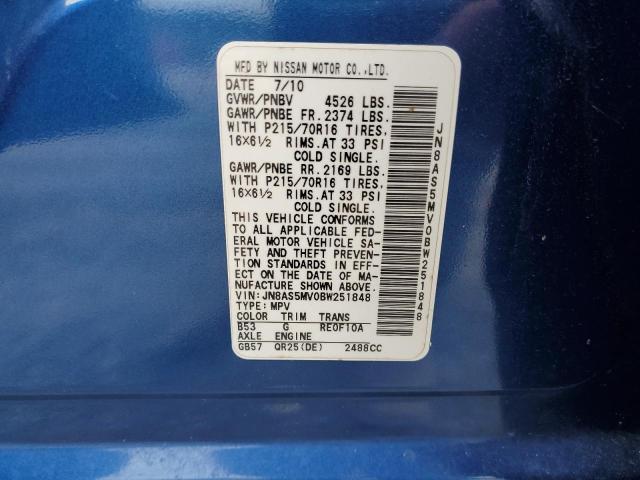 MFD BY NISSAN MOTOR CO.,LTD.
DATE 7/10
GVWR/PNBV 4526 LBS.
GAWR/PNBE FR.2374 LBS.
WITH P215/70R16 TIRES,
16X6½ RIMS.AT 33 PSI
COLD SINGLE.
GAWR/PNBE RR.2169 LBS.
WITH P215/70R16 TIRES,
16X6½ RIMS.AT 33 PSI
COLD SINGLE.
THIS VEHICLE CONFORMS
TO ALL APPLICABLE FED-
ERAL MOTOR VEHICLE SA-
FETY AND THEFT PREVEN-
TION STANDARDS IN EFF-
ECT ON THE DATE OF MA-
NUFACTURE SHOWN ABOVE.
VIN: JN8AS5MV0BW251848
TYPE: MPV
COLOR TRIM TRANS
B53 G RE0F10A
AXLE ENGINE
GB57 QR25(DE) 2488CC
JN8AS5MV0BW251848